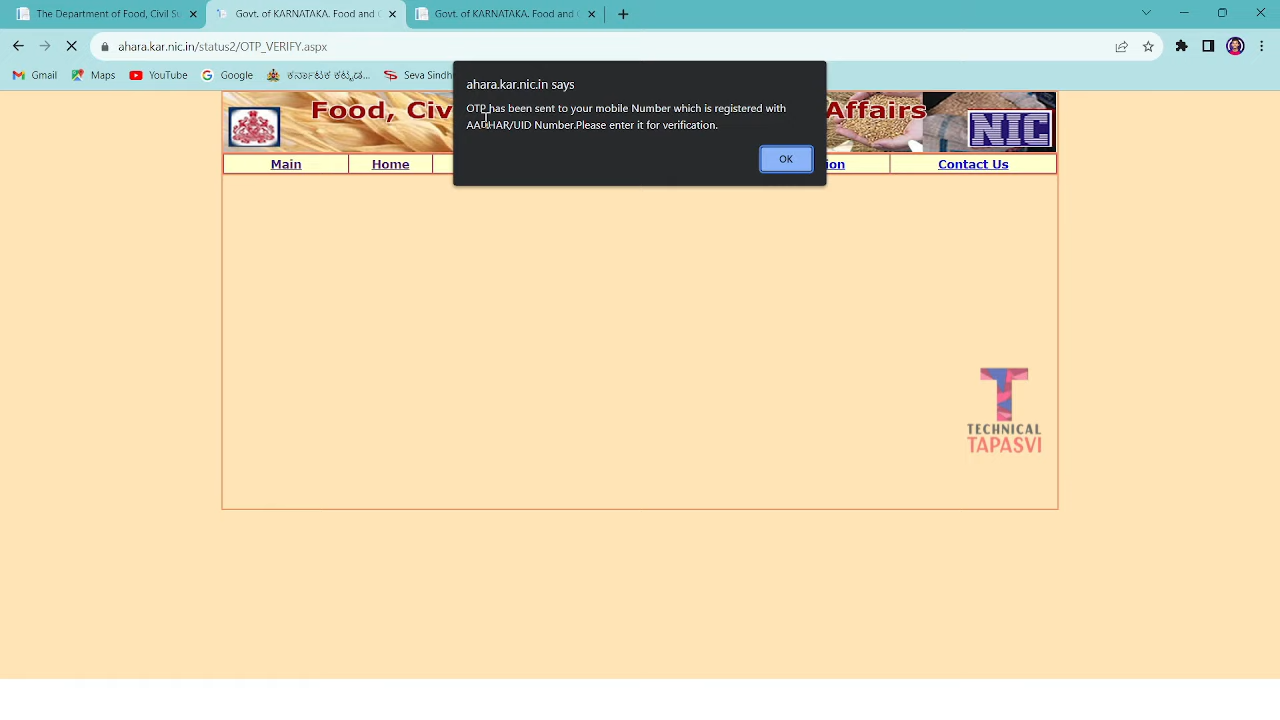 The Department of Food, Civil Su
Govt. of KARNATAKA. Food and C
Govt. of KARNATAKA. Food and C
ahara.kar.nic.in/status2/OTP_VERIFY.aspx
Gmail
Maps
YouTube
Google
Seva Sindh
ahara.kar.nic.in says
OTP has been sent to your mobile Number which is registered with
AADHAR/UID Number.Please enter it for verification.
OK
Food, Civ
Affairs
NIC
Main
Home
ion
Contact Us
TECHNICAL
TAPASVI